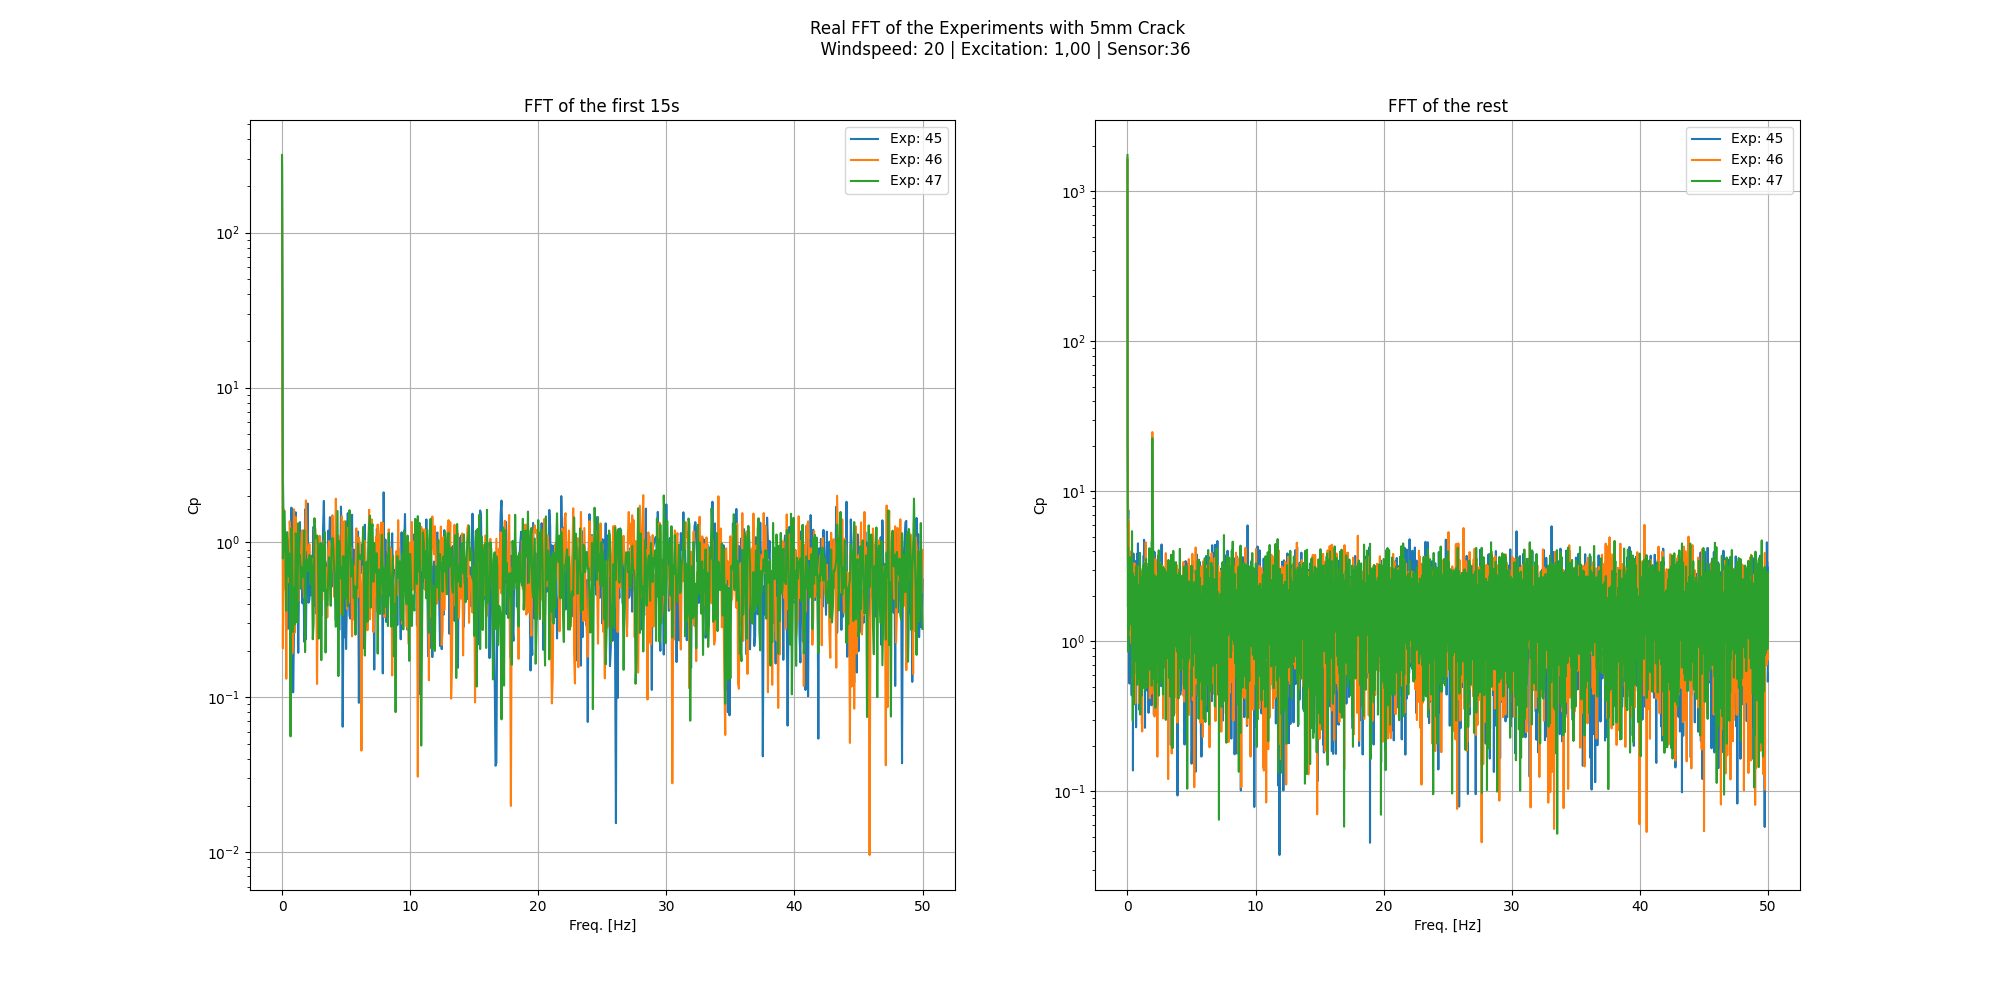 Real FFT of the Experiments with 5mm Crack
Windspeed: 20 | Excitation: 1,00 | Sensor:36
FFT of the first 15s
Exp: 45
Exp: 46
Exp: 47
10²
10¹
10⁰
10⁻¹
10⁻²
Cp
0 10 20 30 40 50
Freq. [Hz]
FFT of the rest
Exp: 45
Exp: 46
Exp: 47
10³
10²
10¹
10⁰
10⁻¹
Cp
0 10 20 30 40 50
Freq. [Hz]